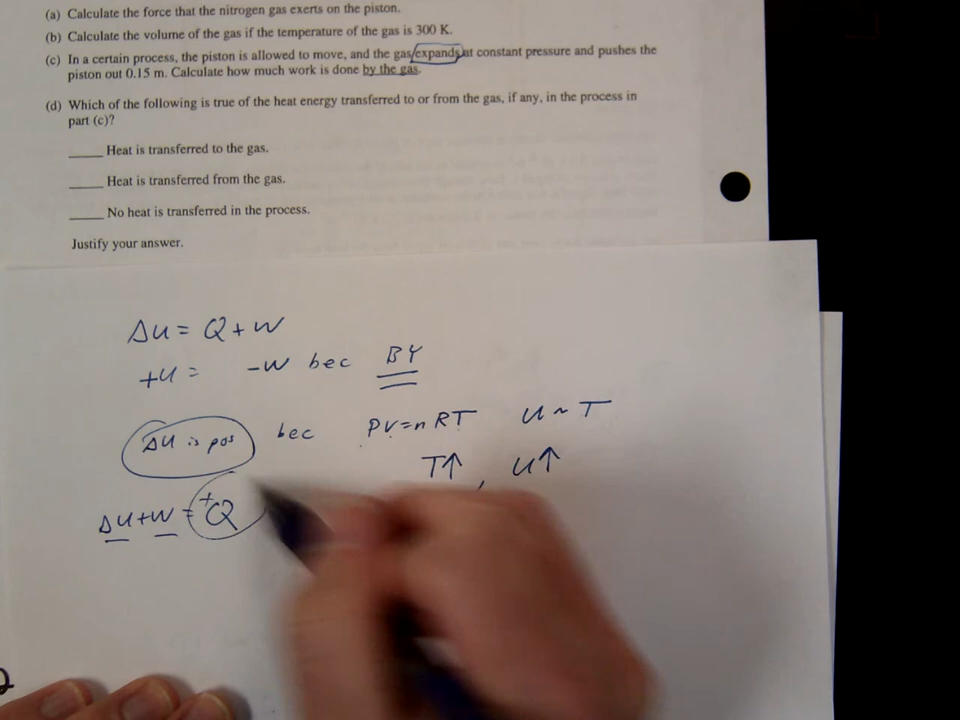 (a) Calculate the force that the nitrogen gas exerts on the piston.
(b) Calculate the volume of the gas if the temperature of the gas is 300 K.
(c) In a certain process, the piston is allowed to move, and the gas expands at constant pressure and pushes the
piston out 0.15 m. Calculate how much work is done by the gas.
(d) Which of the following is true of the heat energy transferred to or from the gas, if any, in the process in
part (c)?
_____ Heat is transferred to the gas.
_____ Heat is transferred from the gas.
_____ No heat is transferred in the process.
Justify your answer.
ΔU = Q + W
+U = -W bec BY
ΔU is pos bec PV=nRT U ~ T
T↑, U↑
ΔU+W = +Q
2